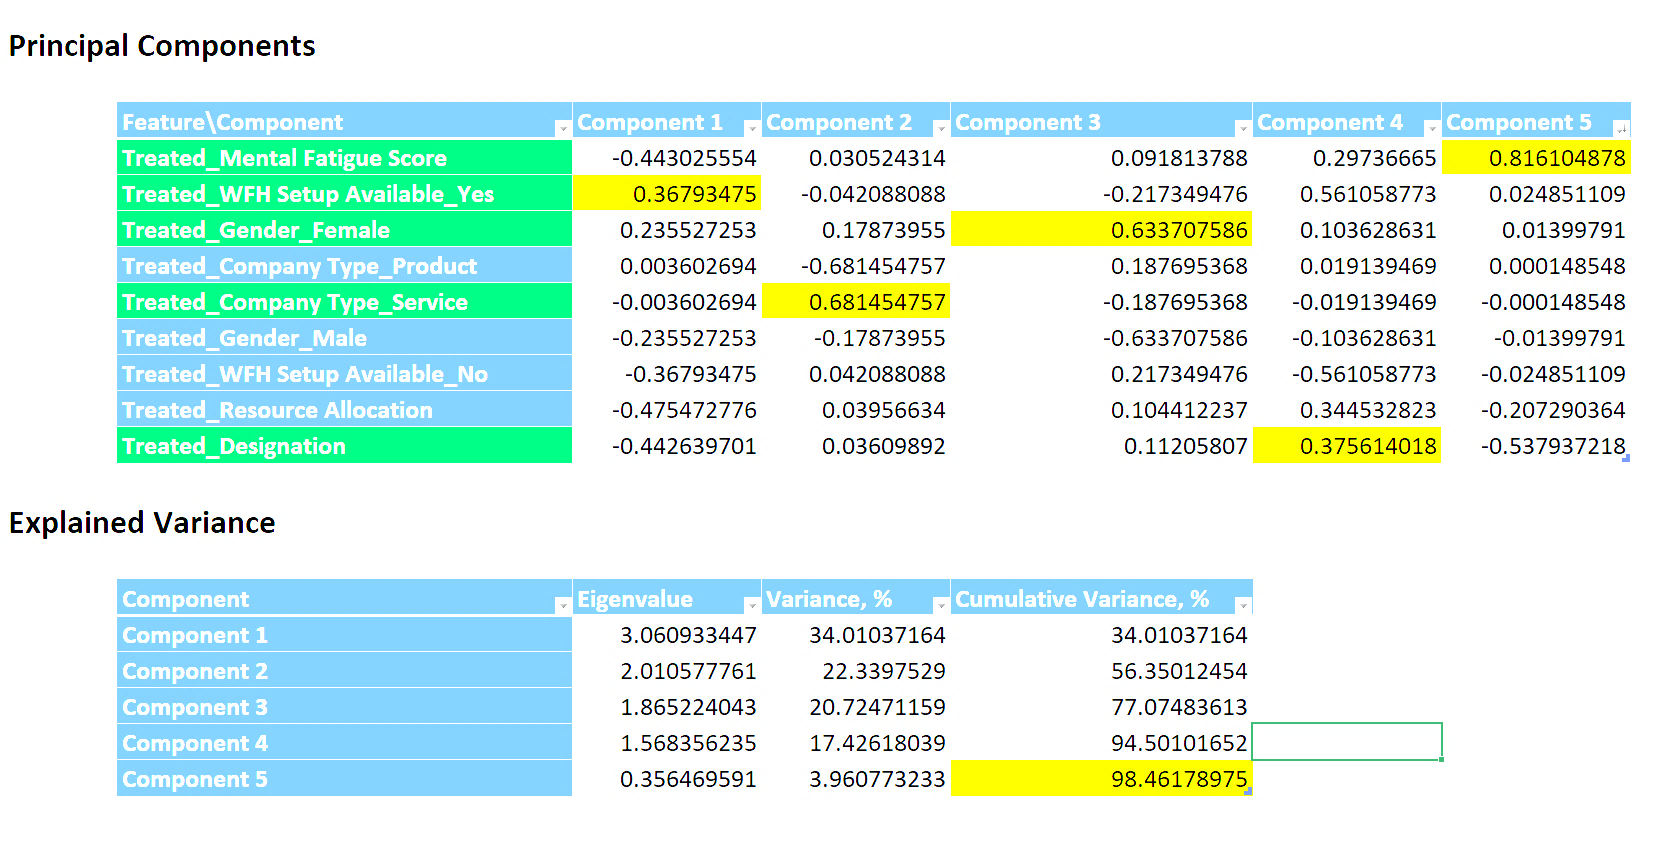 Principal Components
Feature\Component Component 1 Component 2 Component 3 Component 4 Component 5
Treated_Mental Fatigue Score -0.443025554 0.030524314 0.091813788 0.29736665 0.816104878
Treated_WFH Setup Available_Yes 0.36793475 -0.042088088 -0.217349476 0.561058773 0.024851109
Treated_Gender_Female 0.235527253 0.17873955 0.633707586 0.103628631 0.01399791
Treated_Company Type_Product 0.003602694 -0.681454757 0.187695368 0.019139469 0.000148548
Treated_Company Type_Service -0.003602694 0.681454757 -0.187695368 -0.019139469 -0.000148548
Treated_Gender_Male -0.235527253 -0.17873955 -0.633707586 -0.103628631 -0.01399791
Treated_WFH Setup Available_No -0.36793475 0.042088088 0.217349476 -0.561058773 -0.024851109
Treated_Resource Allocation -0.475472776 0.03956634 0.104412237 0.344532823 -0.207290364
Treated_Designation -0.442639701 0.03609892 0.11205807 0.375614018 -0.537937218
Explained Variance
Component Eigenvalue Variance, % Cumulative Variance, %
Component 1 3.060933447 34.01037164 34.01037164
Component 2 2.010577761 22.3397529 56.35012454
Component 3 1.865224043 20.72471159 77.07483613
Component 4 1.568356235 17.42618039 94.50101652
Component 5 0.356469591 3.960773233 98.46178975